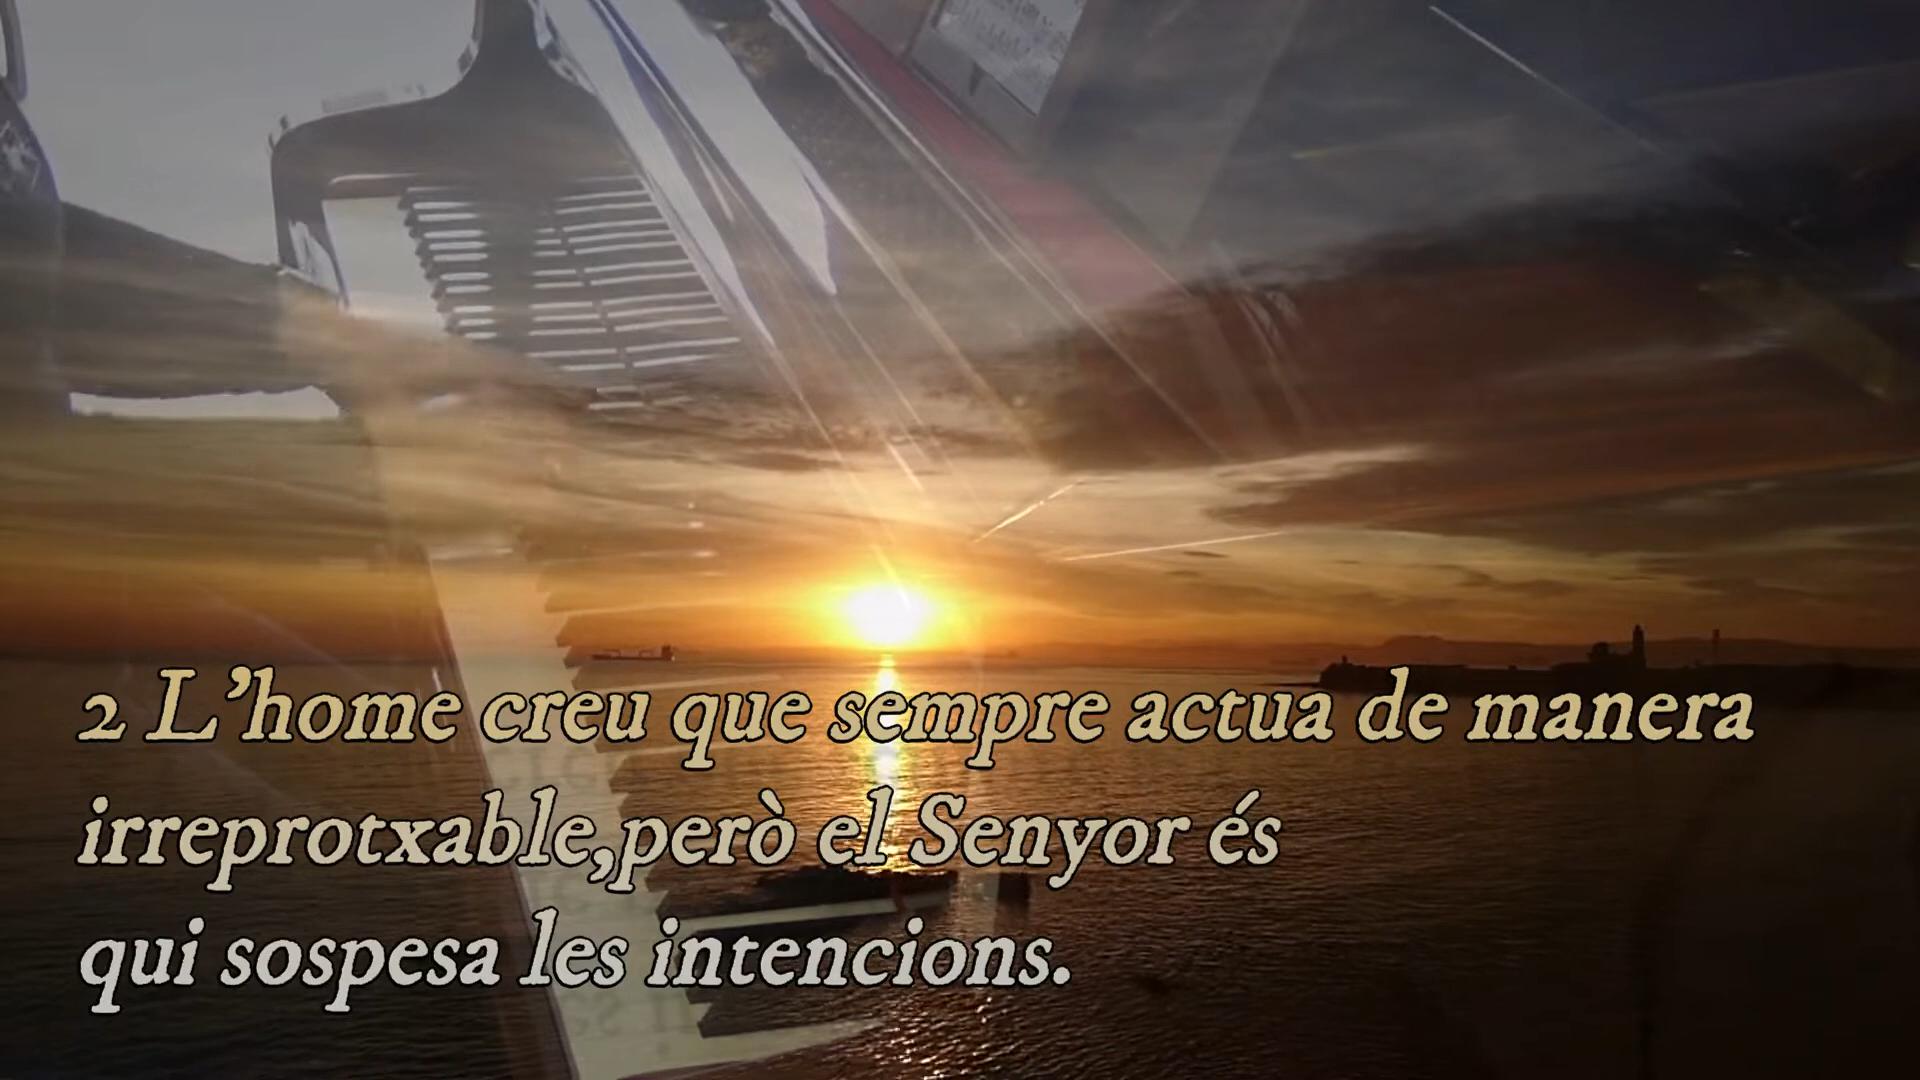 2 L’home creu que sempre actua de manera
irreprotxable,però el Senyor és
qui sospesa les intencions.